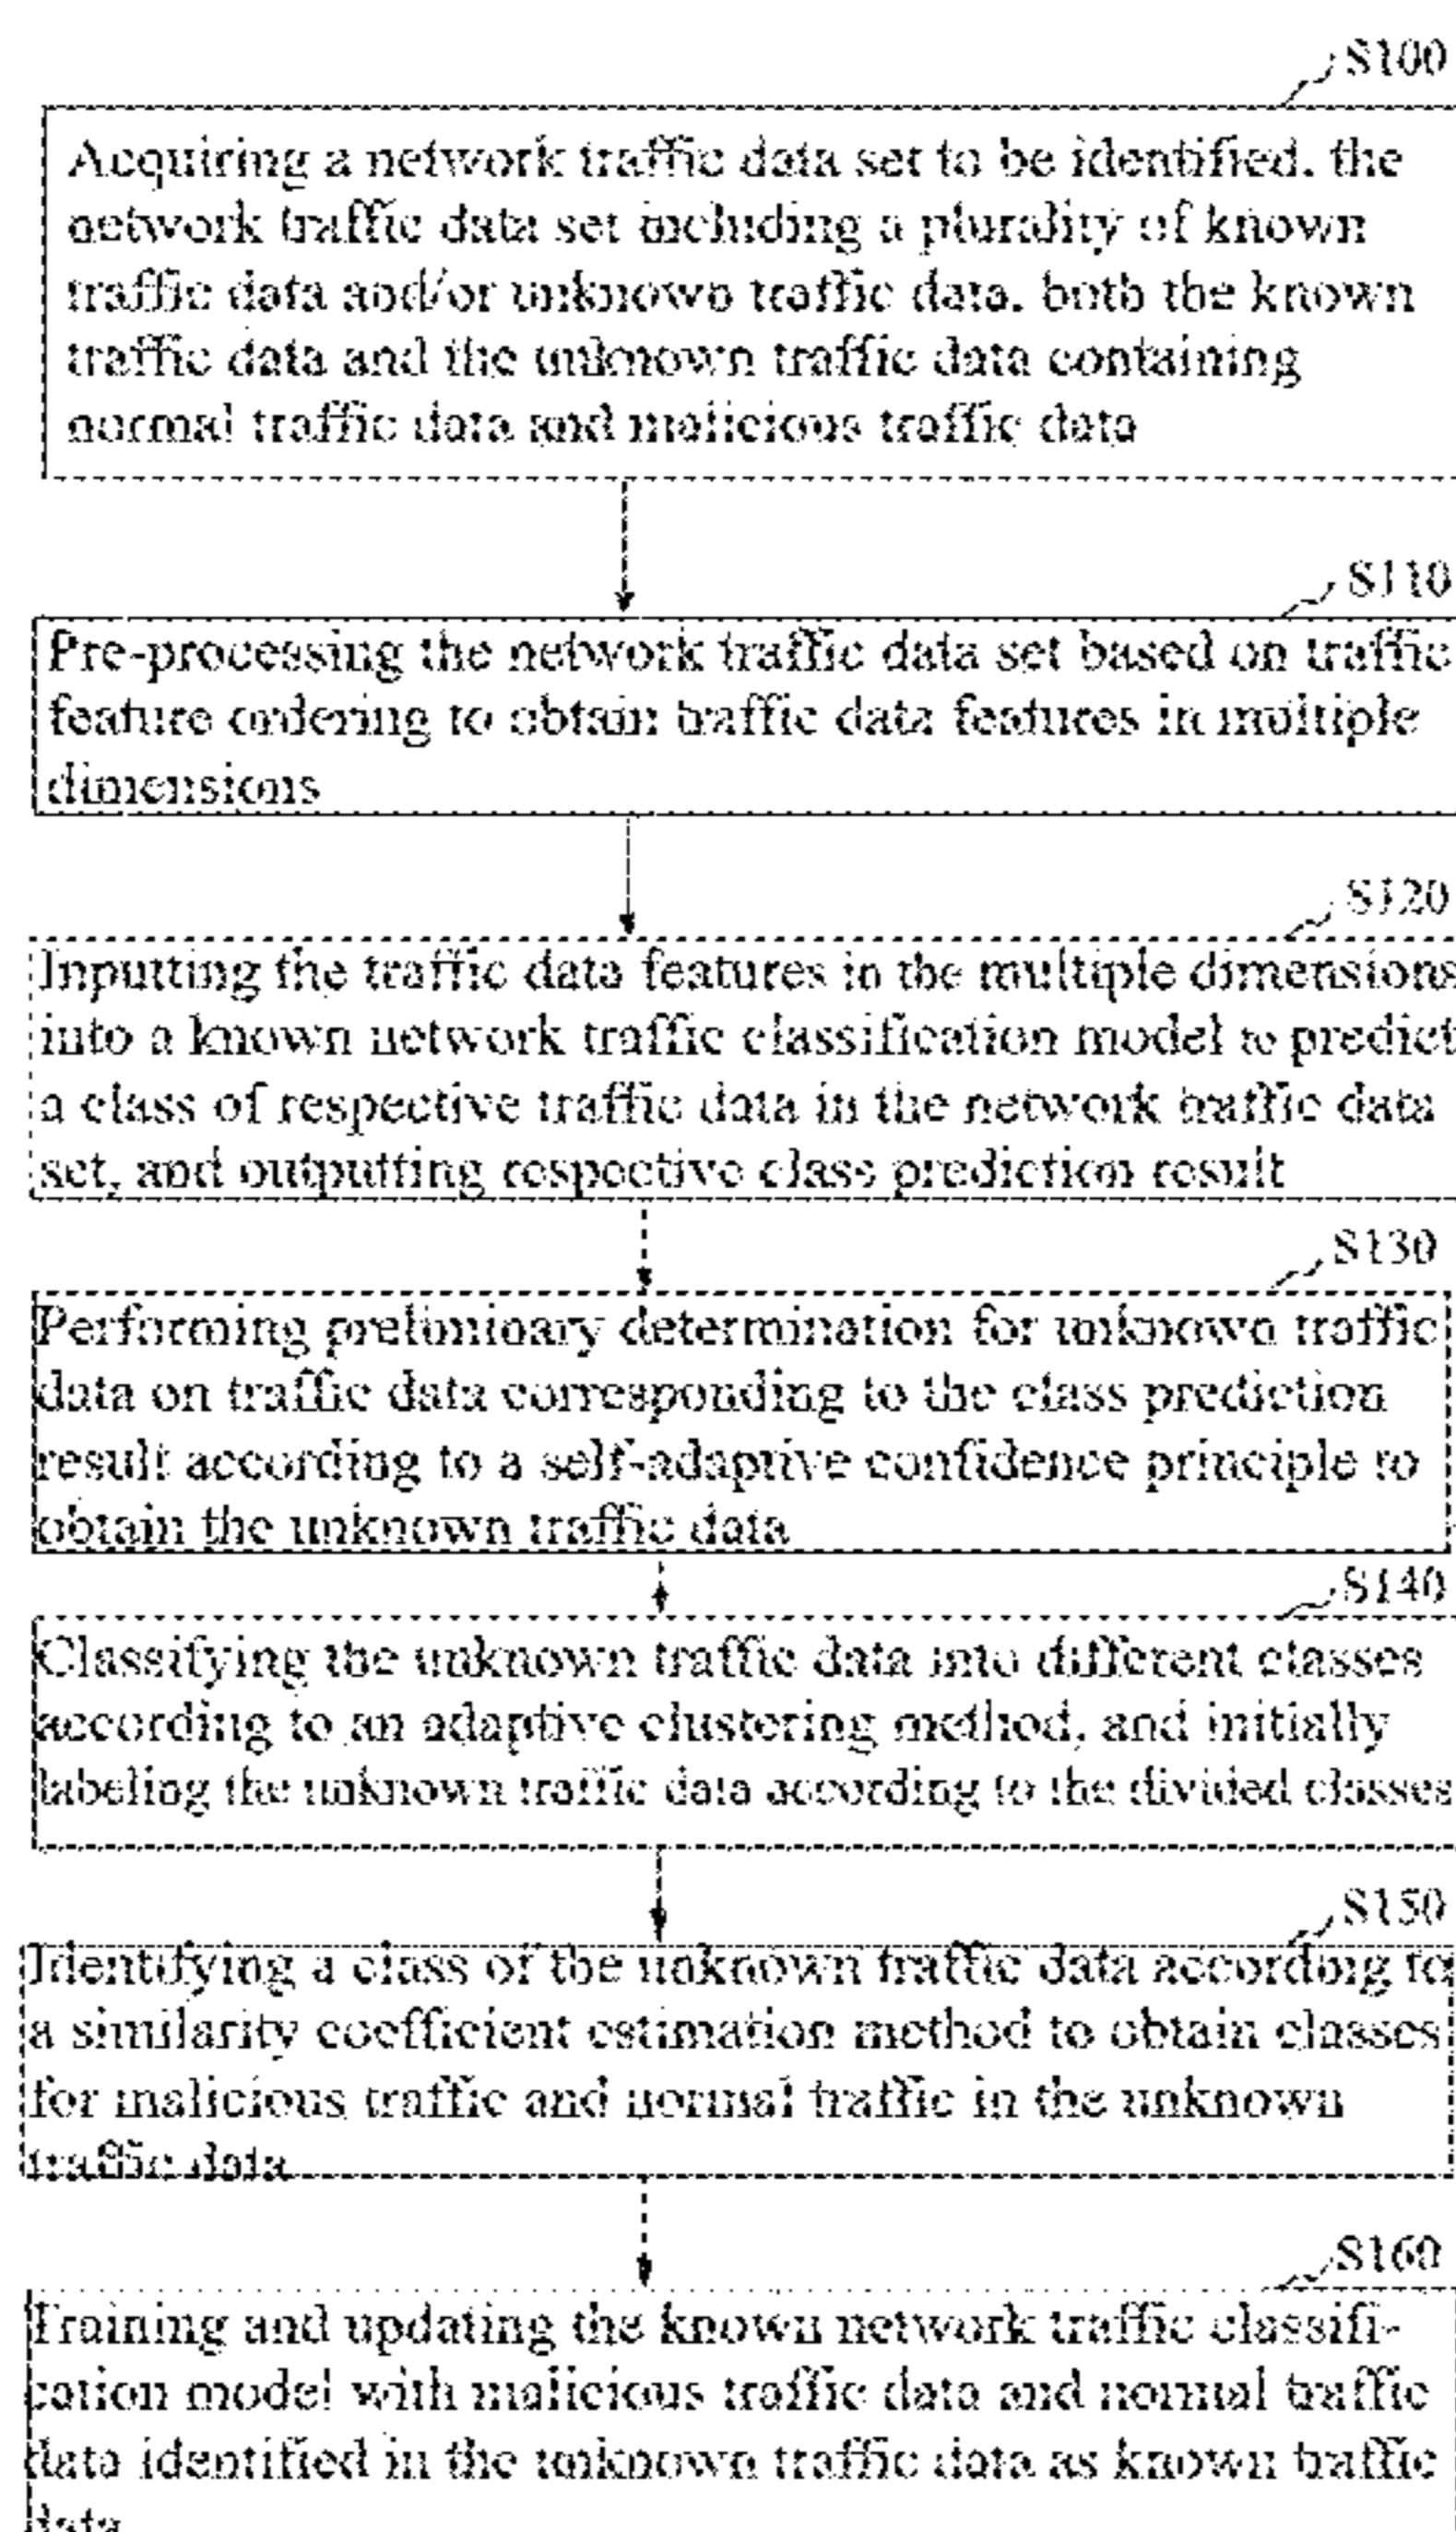 S100
Acquiring a network traffic data set to be identified, the
network traffic data set including a plurality of known
traffic data and/or unknown traffic data, both the known
traffic data and the unknown traffic data containing
normal traffic data and malicious traffic data
S110
Pre-processing the network traffic data set based on traffic
feature ordering to obtain traffic data features in multiple
dimensions
S120
Inputting the traffic data features in the multiple dimensions
into a known network traffic classification model to predict
a class of respective traffic data in the network traffic data
set, and outputting respective class prediction result
S130
Performing preliminary determination for unknown traffic
data on traffic data corresponding to the class prediction
result according to a self-adaptive confidence principle to
obtain the unknown traffic data
S140
Classifying the unknown traffic data into different classes
according to an adaptive clustering method, and initially
labeling the unknown traffic data according to the divided classes
S150
Identifying a class of the unknown traffic data according to
a similarity coefficient estimation method to obtain classes
for malicious traffic and normal traffic in the unknown
traffic data
S160
Training and updating the known network traffic classifi-
cation model with malicious traffic data and normal traffic
data identified in the unknown traffic data as known traffic
data